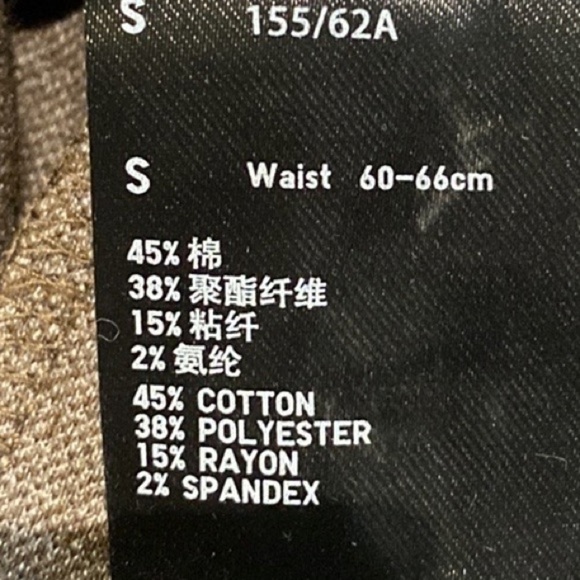 S 155/62A
S Waist 60-66cm
45% 棉
38% 聚酯纤维
15% 粘纤
2% 氨纶
45% COTTON
38% POLYESTER
15% RAYON
2% SPANDEX